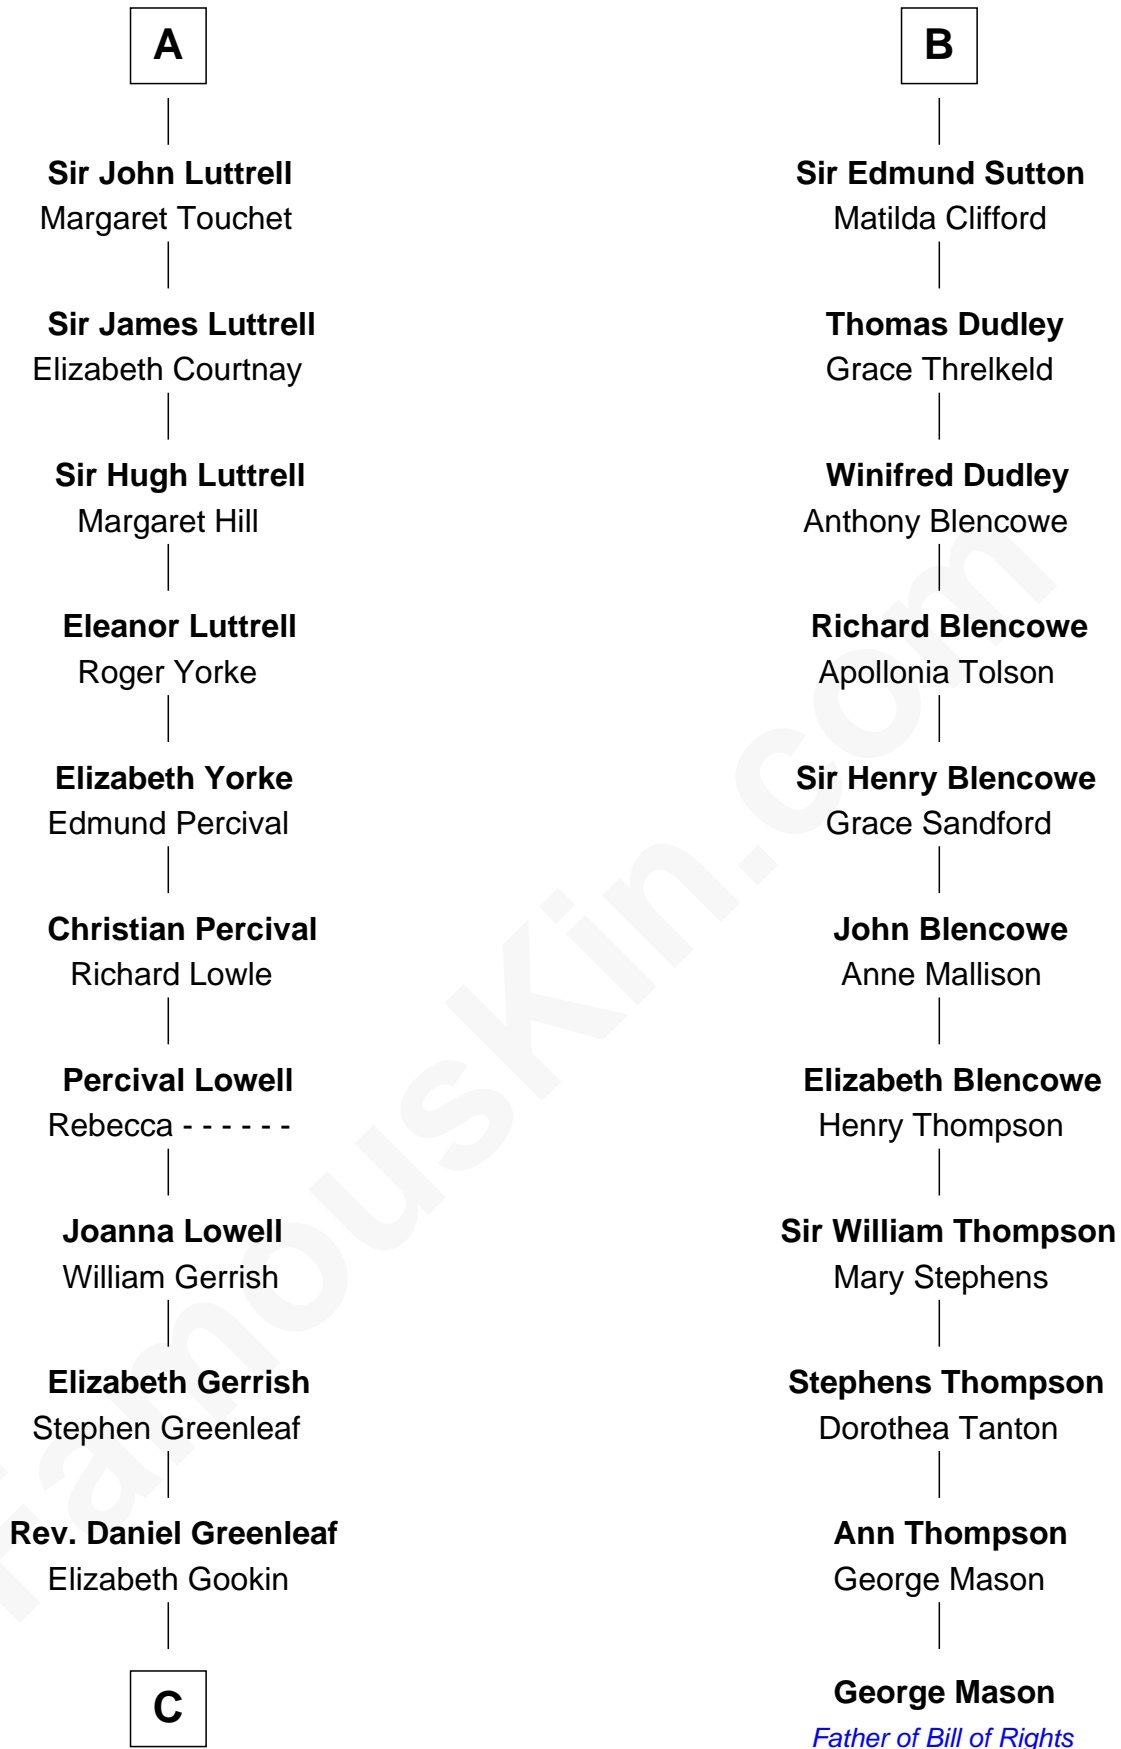 A
Sir John Luttrell
Margaret Touchet
Sir James Luttrell
Elizabeth Courtnay
Sir Hugh Luttrell
Margaret Hill
Eleanor Luttrell
Roger Yorke
Elizabeth Yorke
Edmund Percival
Christian Percival
Richard Lowle
Percival Lowell
Rebecca - - - - - -
Joanna Lowell
William Gerrish
Elizabeth Gerrish
Stephen Greenleaf
Rev. Daniel Greenleaf
Elizabeth Gookin
C
B
Sir Edmund Sutton
Matilda Clifford
Thomas Dudley
Grace Threlkeld
Winifred Dudley
Anthony Blencowe
Richard Blencowe
Apollonia Tolson
Sir Henry Blencowe
Grace Sandford
John Blencowe
Anne Mallison
Elizabeth Blencowe
Henry Thompson
Sir William Thompson
Mary Stephens
Stephens Thompson
Dorothea Tanton
Ann Thompson
George Mason
George Mason
Father of Bill of Rights
FamousKin.com